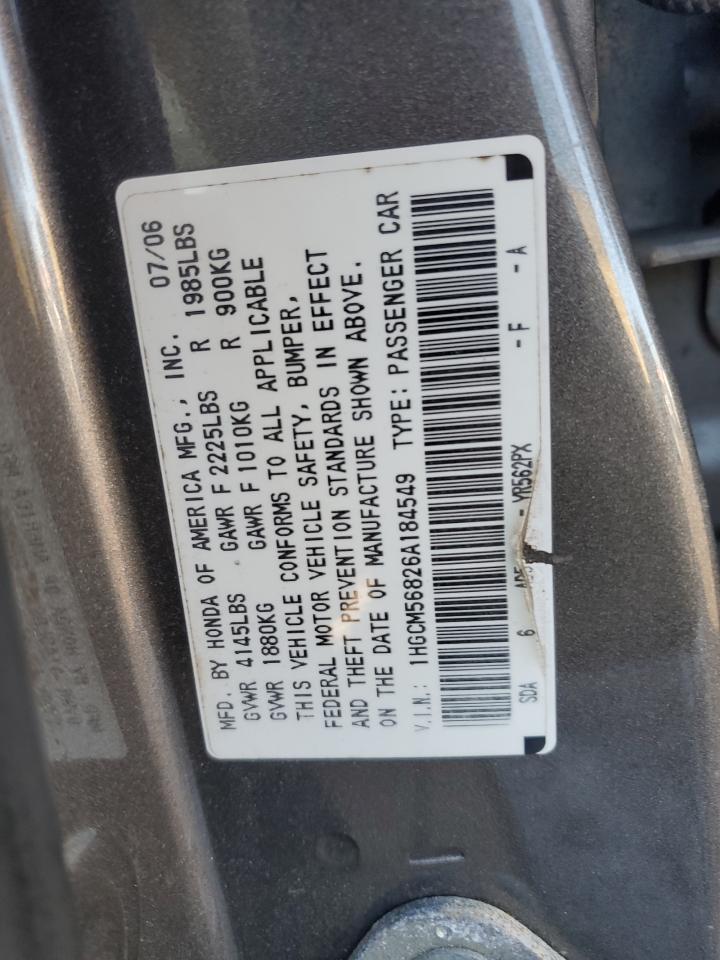 MFD. BY HONDA OF AMERICA MFG., INC. 07/06
GVWR 4145LBS GAWR F 2225LBS R 1985LBS
GVWR 1880KG GAWR F 1010KG R 900KG
THIS VEHICLE CONFORMS TO ALL APPLICABLE
FEDERAL MOTOR VEHICLE SAFETY, BUMPER,
AND THEFT PREVENTION STANDARDS IN EFFECT
ON THE DATE OF MANUFACTURE SHOWN ABOVE.
V.I.N.: 1HGCM56826A184549 TYPE: PASSENGER CAR
SDA 6 - YR562PX - F - A